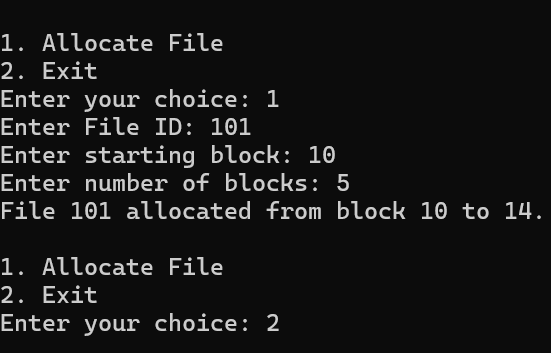 1. Allocate File
2. Exit
Enter your choice: 1
Enter File ID: 101
Enter starting block: 10
Enter number of blocks: 5
File 101 allocated from block 10 to 14.
1. Allocate File
2. Exit
Enter your choice: 2